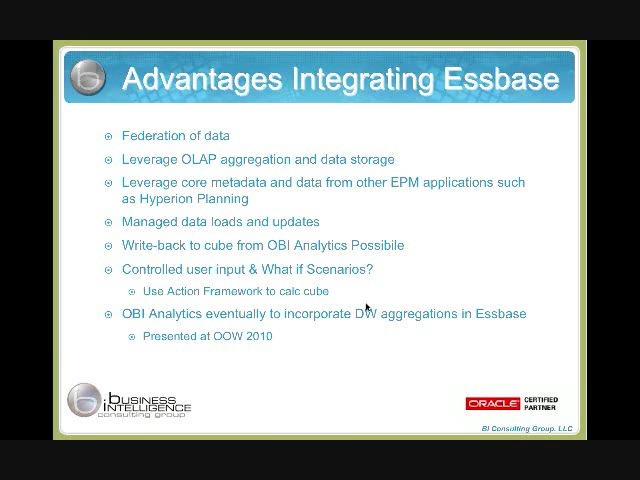 Advantages Integrating Essbase
Federation of data
Leverage OLAP aggregation and data storage
Leverage core metadata and data from other EPM applications such
as Hyperion Planning
Managed data loads and updates
Write-back to cube from OBI Analytics Possibile
Controlled user input & What if Scenarios?
Use Action Framework to calc cube
OBI Analytics eventually to incorporate DW aggregations in Essbase
Presented at OOW 2010
BUSINESS
INTELLIGENCE
consulting group
ORACLE CERTIFIED
PARTNER
BI Consulting Group. LLC